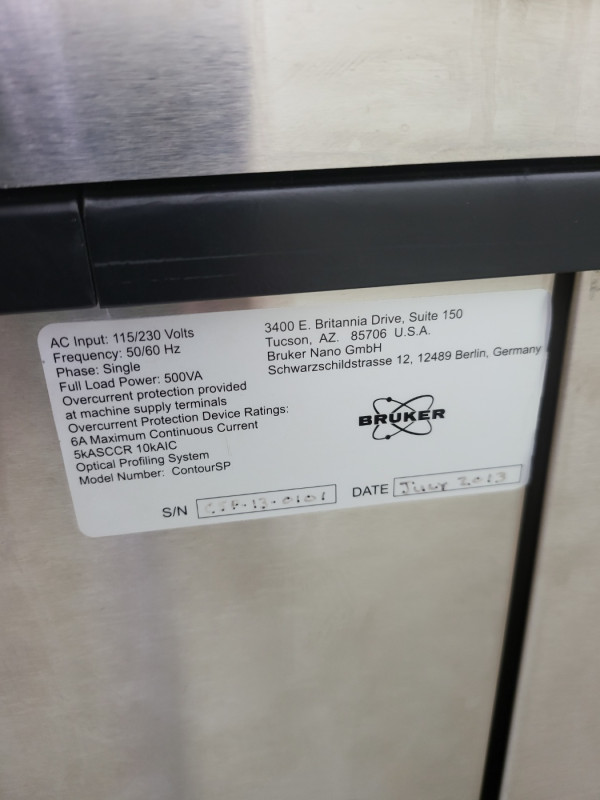 AC Input: 115/230 Volts
Frequency: 50/60 Hz
Phase: Single
Full Load Power: 500VA
Overcurrent protection provided
at machine supply terminals
Overcurrent Protection Device Ratings:
6A Maximum Continuous Current
5kASCCR 10kAIC
Optical Profiling System
Model Number: ContourSP
3400 E. Britannia Drive, Suite 150
Tucson, AZ. 85706 U.S.A.
Bruker Nano GmbH
Schwarzschildstrasse 12, 12489 Berlin, Germany
BRUKER
S/N
DATE July 2013